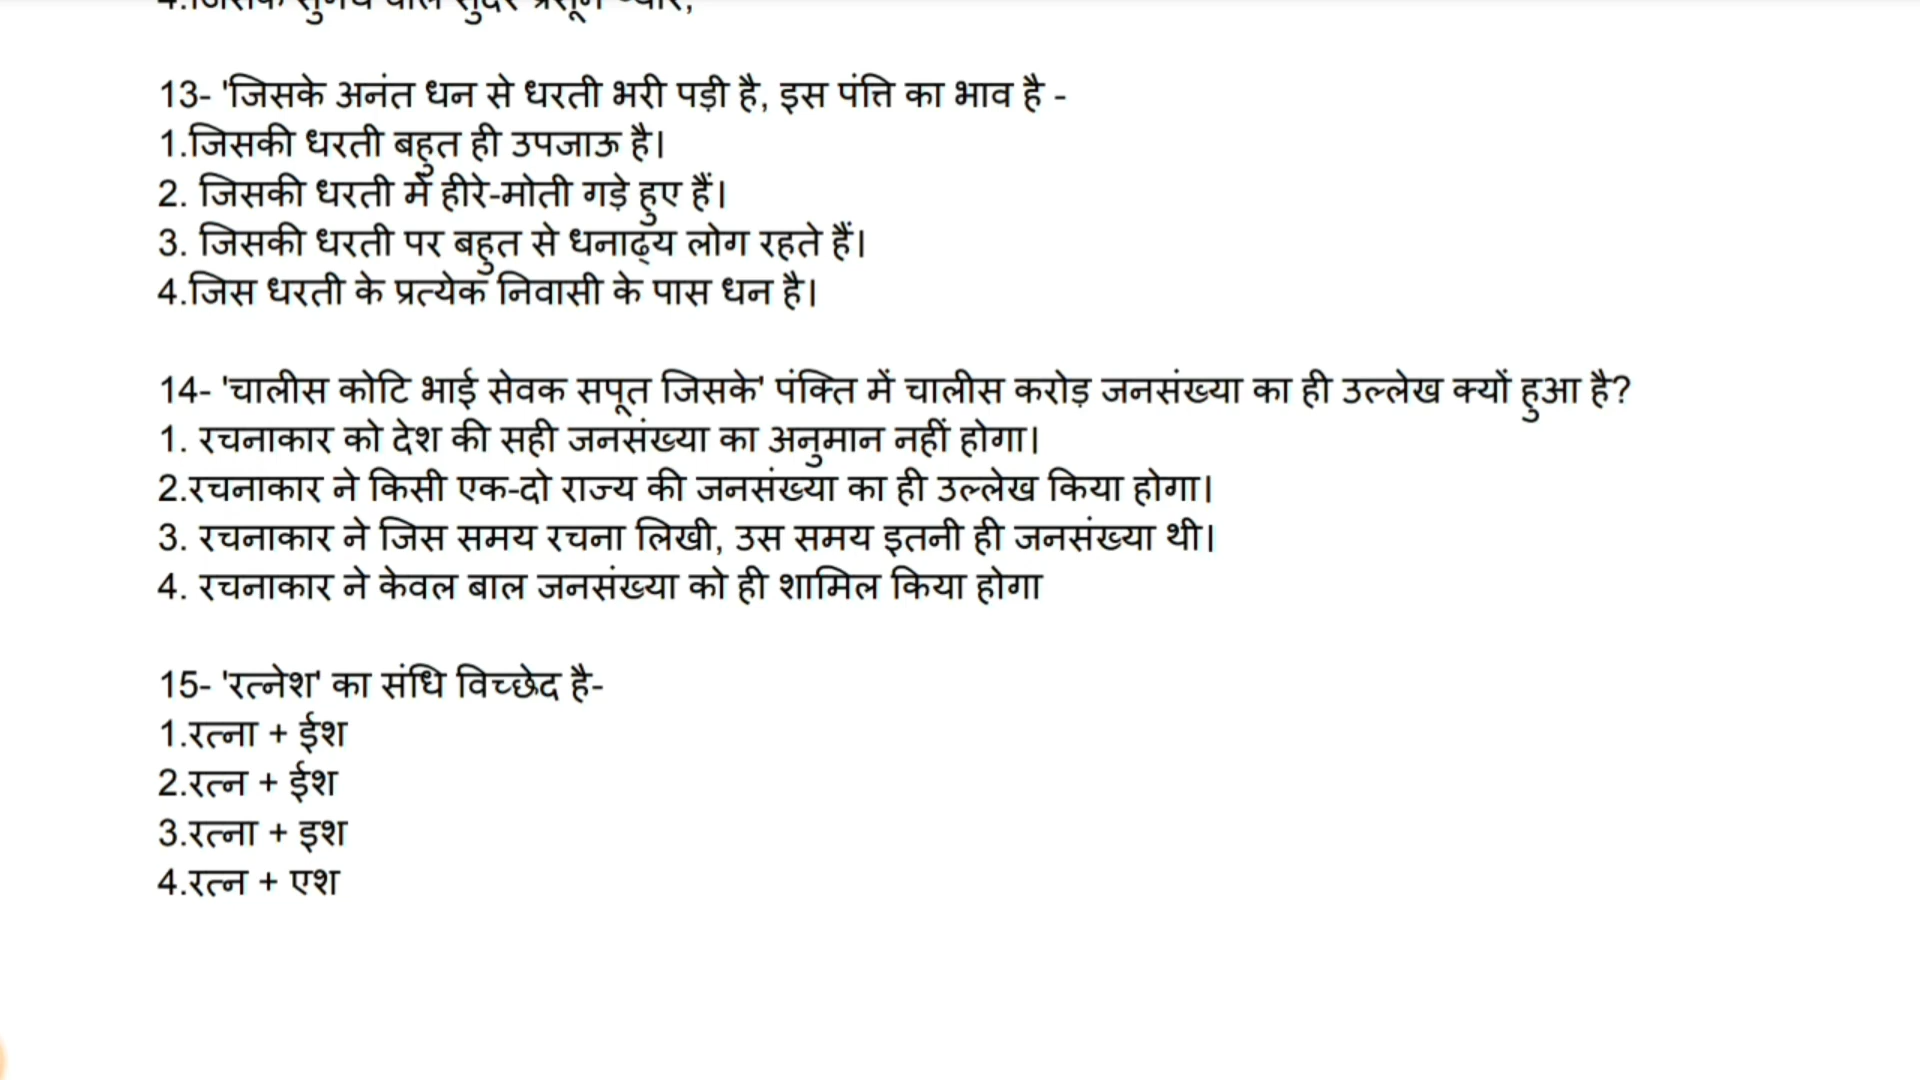 13- 'जिसके अनंत धन से धरती भरी पड़ी है, इस पंत्ति का भाव है -
1.जिसकी धरती बहुत ही उपजाऊ है।
2. जिसकी धरती में हीरे-मोती गड़े हुए हैं।
3. जिसकी धरती पर बहुत से धनाढ्य लोग रहते हैं।
4.जिस धरती के प्रत्येक निवासी के पास धन है।
14- 'चालीस कोटि भाई सेवक सपूत जिसके' पंक्ति में चालीस करोड़ जनसंख्या का ही उल्लेख क्यों हुआ है?
1. रचनाकार को देश की सही जनसंख्या का अनुमान नहीं होगा।
2.रचनाकार ने किसी एक-दो राज्य की जनसंख्या का ही उल्लेख किया होगा।
3. रचनाकार ने जिस समय रचना लिखी, उस समय इतनी ही जनसंख्या थी।
4. रचनाकार ने केवल बाल जनसंख्या को ही शामिल किया होगा
15- 'रत्नेश' का संधि विच्छेद है-
1.रत्ना + ईश
2.रत्न + ईश
3.रत्ना + इश
4.रत्न + एश